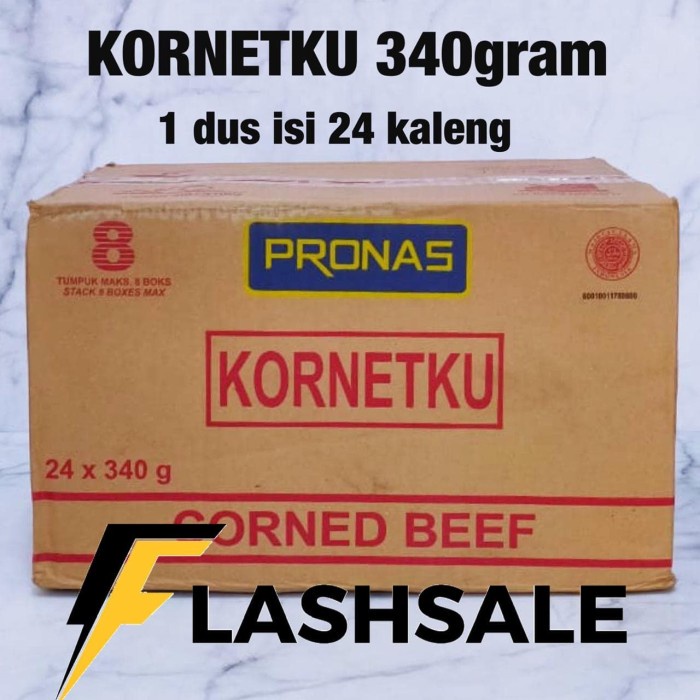 KORNETKU 340gram
1 dus isi 24 kaleng
8
TUMPUK MAKS. 8 BOKS
STACK 8 BOXES MAX
PRONAS
KORNETKU
24 x 340 g
CORNED BEEF
FLASHSALE